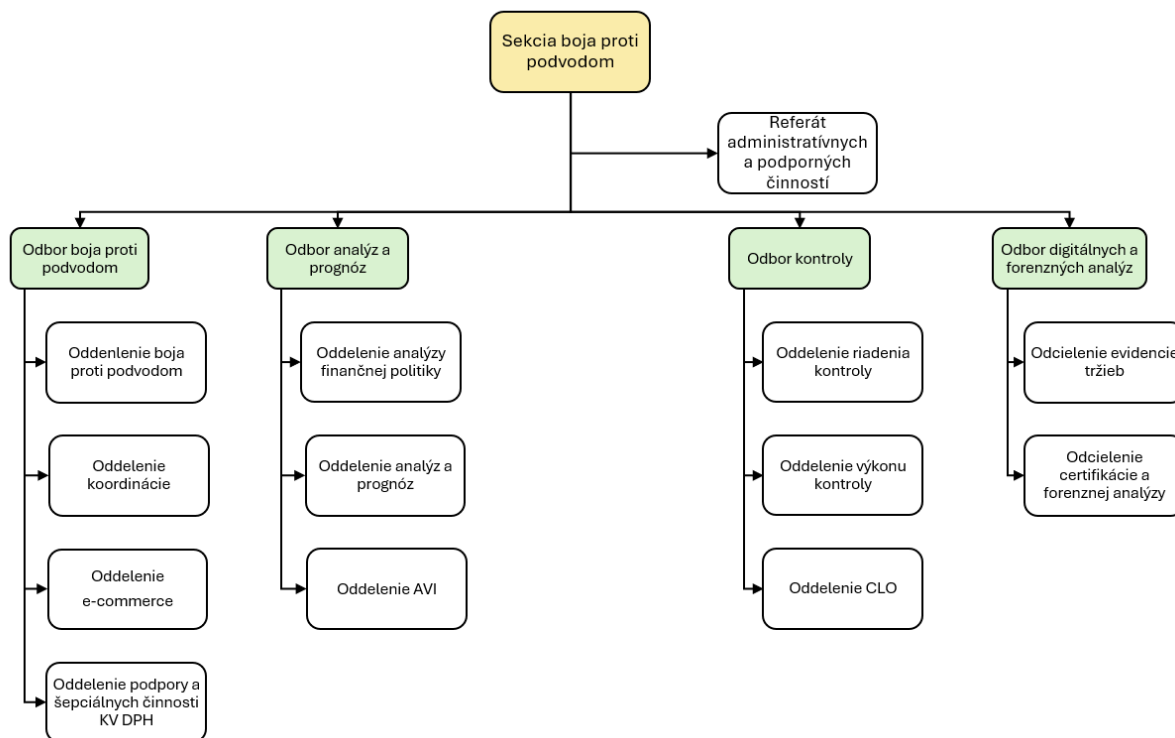 Sekcia boja proti
podvodom
Referát
administratívnych
a podporných
činností
Odbor boja proti
podvodom
Odbor analýz a
prognóz
Odbor kontroly
Odbor digitálnych a
forenzných analýz
Oddenlenie boja
proti podvodom
Oddelenie analýzy
finančnej politiky
Oddelenie riadenia
kontroly
Odcielenie evidencie
tržieb
Oddelenie
koordinácie
Oddelenie analýz a
prognóz
Oddelenie výkonu
kontroly
Odcielenie
certifikácie a
forenznej analýzy
Oddelenie
e-commerce
Oddelenie AVI
Oddelenie CLO
Oddelenie podpory a
šepciálnych činnosti
KV DPH